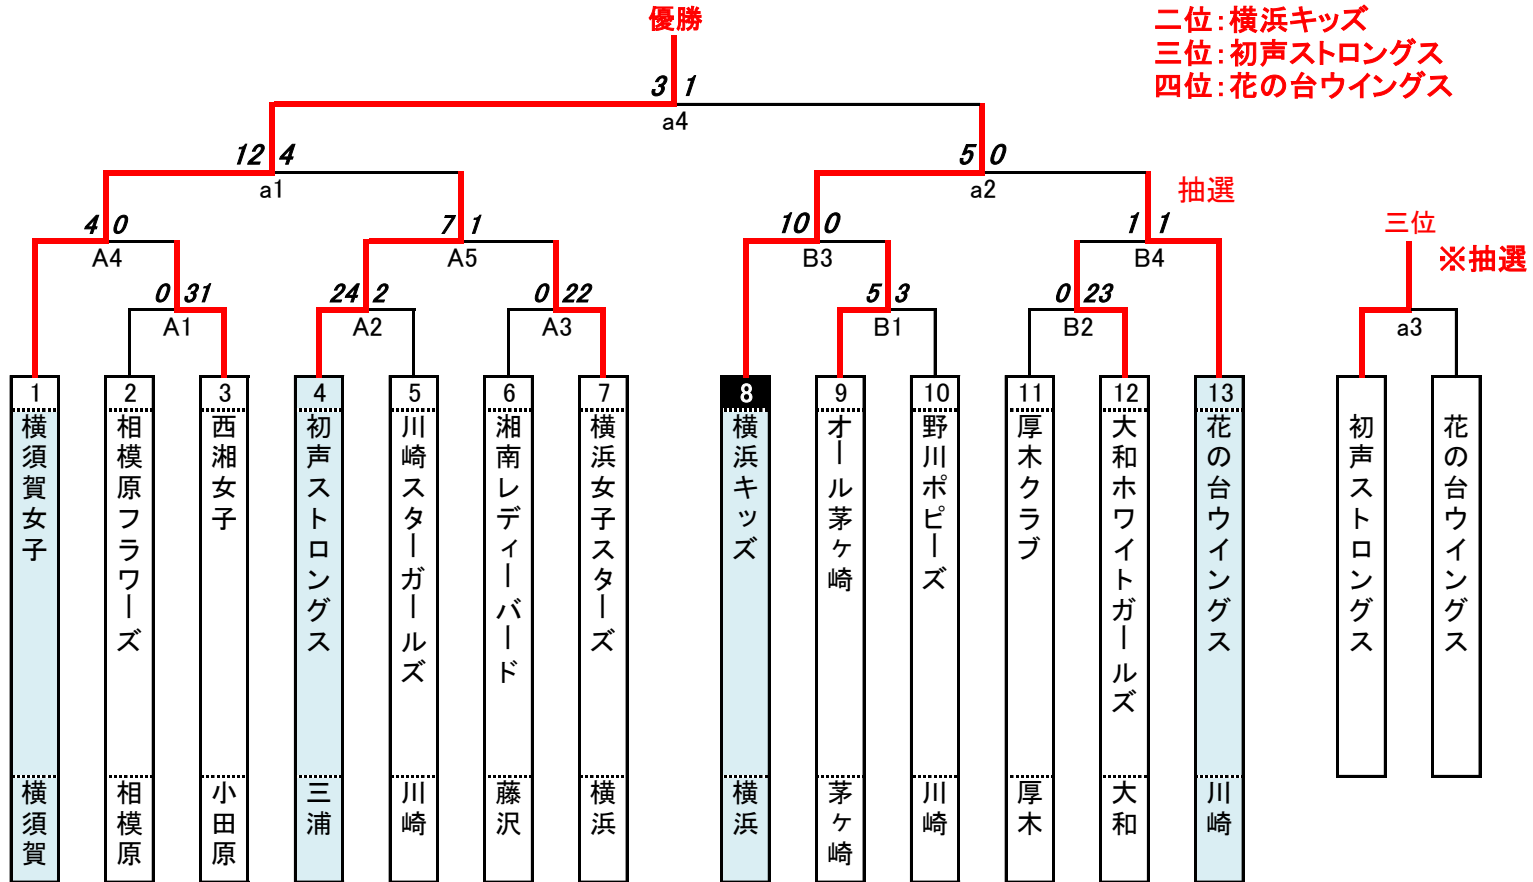 優勝
二位：横浜キッズ
三位：初声ストロングス
四位：花の台ウイングス
3 1
a4
12 4
a1
5 0
a2
抽選
4 0
A4
7 1
A5
10 0
B3
1 1
B4
三位
※抽選
0 31
A1
24 2
A2
0 22
A3
5 3
B1
0 23
B2
a3
1
横須賀女子
横須賀
2
相模原フラワーズ
相模原
3
西湘女子
小田原
4
初声ストロングス
三浦
5
川崎スターガールズ
川崎
6
湘南レディーバード
藤沢
7
横浜女子スターズ
横浜
8
横浜キッズ
横浜
9
オール茅ヶ崎
茅ヶ崎
10
野川ポピーズ
川崎
11
厚木クラブ
厚木
12
大和ホワイトガールズ
大和
13
花の台ウイングス
川崎
初声ストロングス
花の台ウイングス